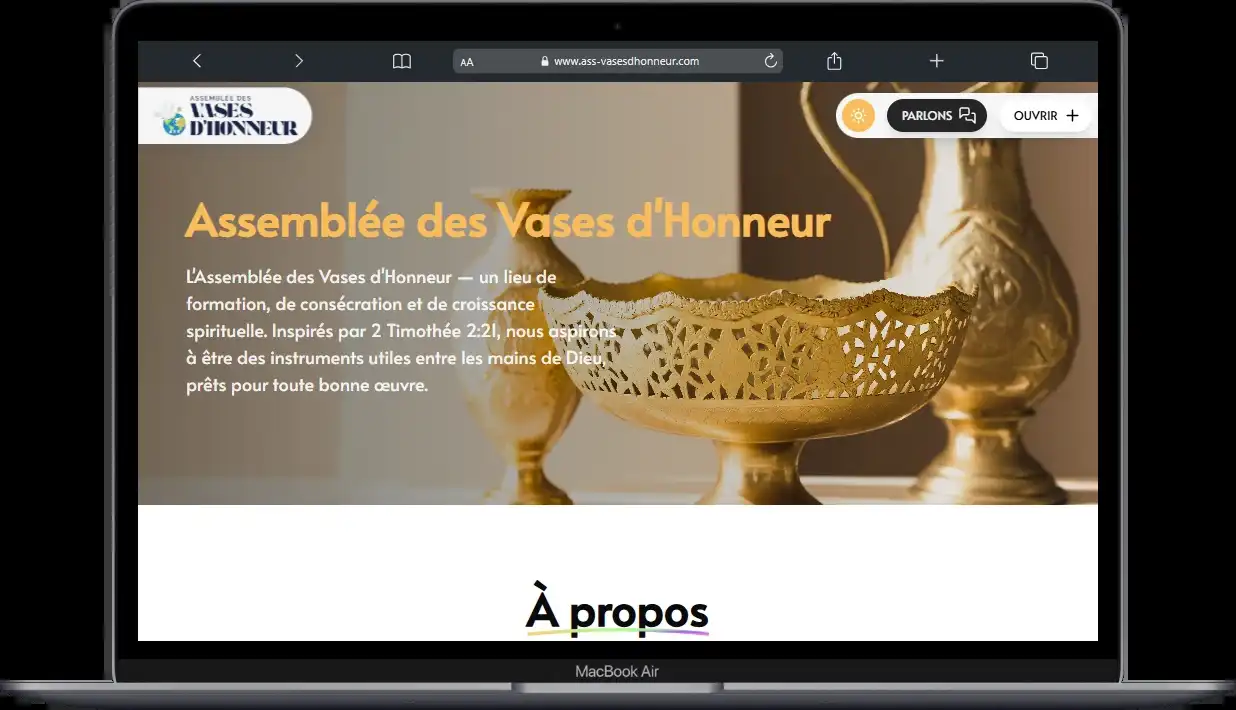 AA
www.ass-vasesdhonneur.com
ASSEMBLÉE DES
VASES
D'HONNEUR
PARLONS
OUVRIR
Assemblée des Vases d'Honneur
L'Assemblée des Vases d'Honneur — un lieu de
formation, de consécration et de croissance
spirituelle. Inspirés par 2 Timothée 2:21, nous aspirons
à être des instruments utiles entre les mains de Dieu,
prêts pour toute bonne œuvre.
À propos
MacBook Air